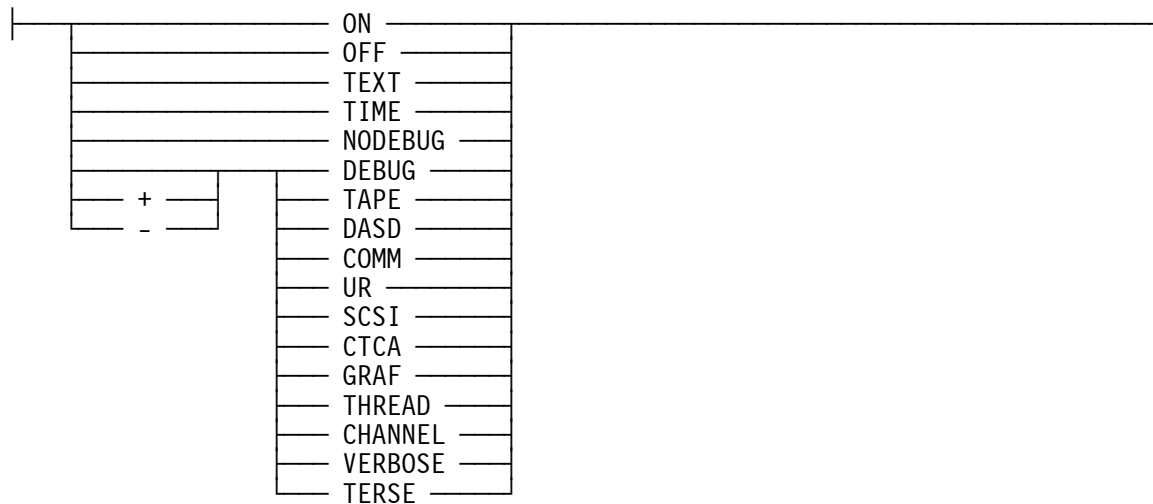 ON
OFF
TEXT
TIME
NODEBUG
DEBUG
+ TAPE
- DASD
COMM
UR
SCSI
CTCA
GRAF
THREAD
CHANNEL
VERBOSE
TERSE